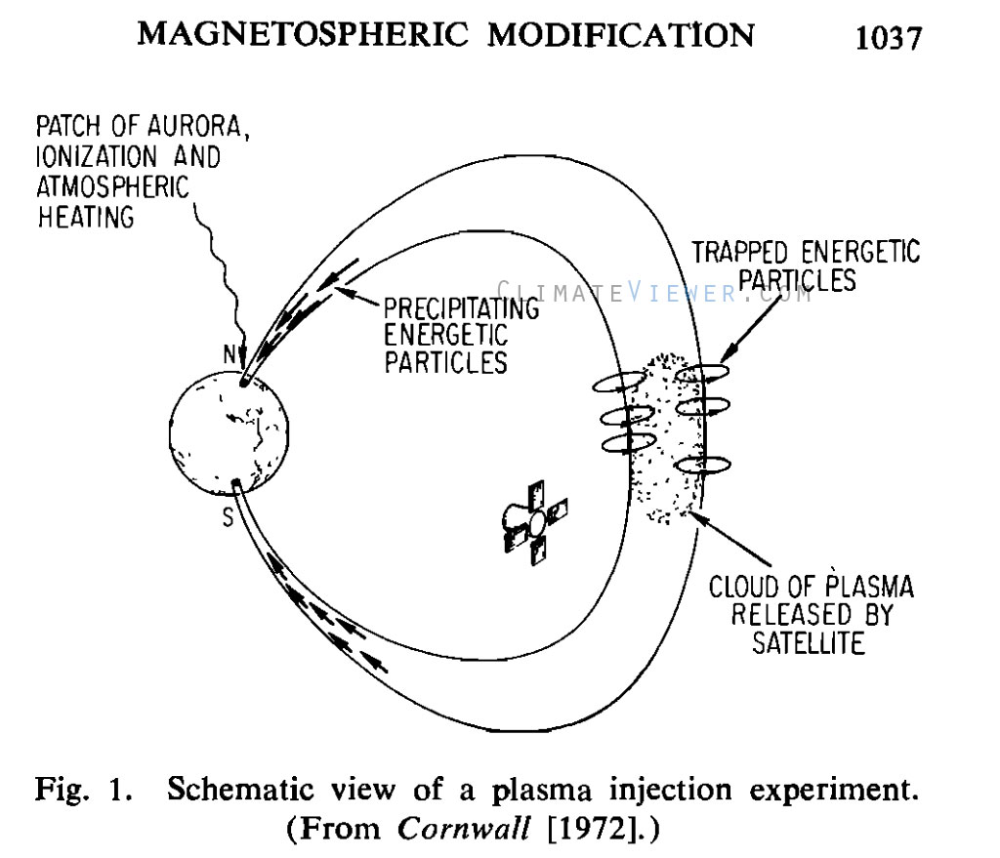 MAGNETOSPHERIC MODIFICATION 1037
PATCH OF AURORA,
IONIZATION AND
ATMOSPHERIC
HEATING
TRAPPED ENERGETIC
PARTICLES
CLIMATEVIEWER.COM
PRECIPITATING
ENERGETIC
PARTICLES
N
S
CLOUD OF PLASMA
RELEASED BY
SATELLITE
Fig. 1. Schematic view of a plasma injection experiment.
(From Cornwall [1972].)